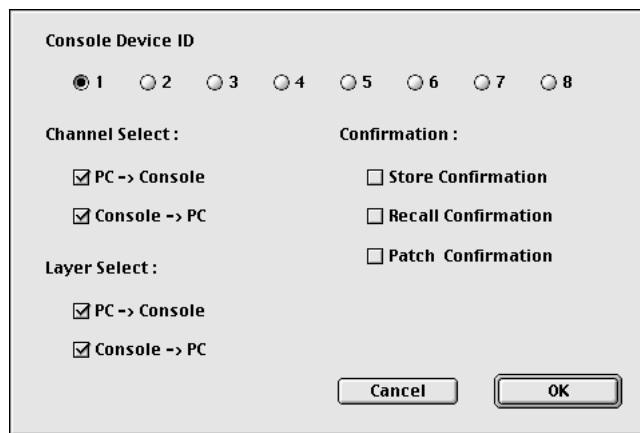 Console Device ID
1 2 3 4 5 6 7 8
Channel Select :
PC -> Console
Console -> PC
Layer Select :
PC -> Console
Console -> PC
Confirmation :
Store Confirmation
Recall Confirmation
Patch Confirmation
Cancel OK